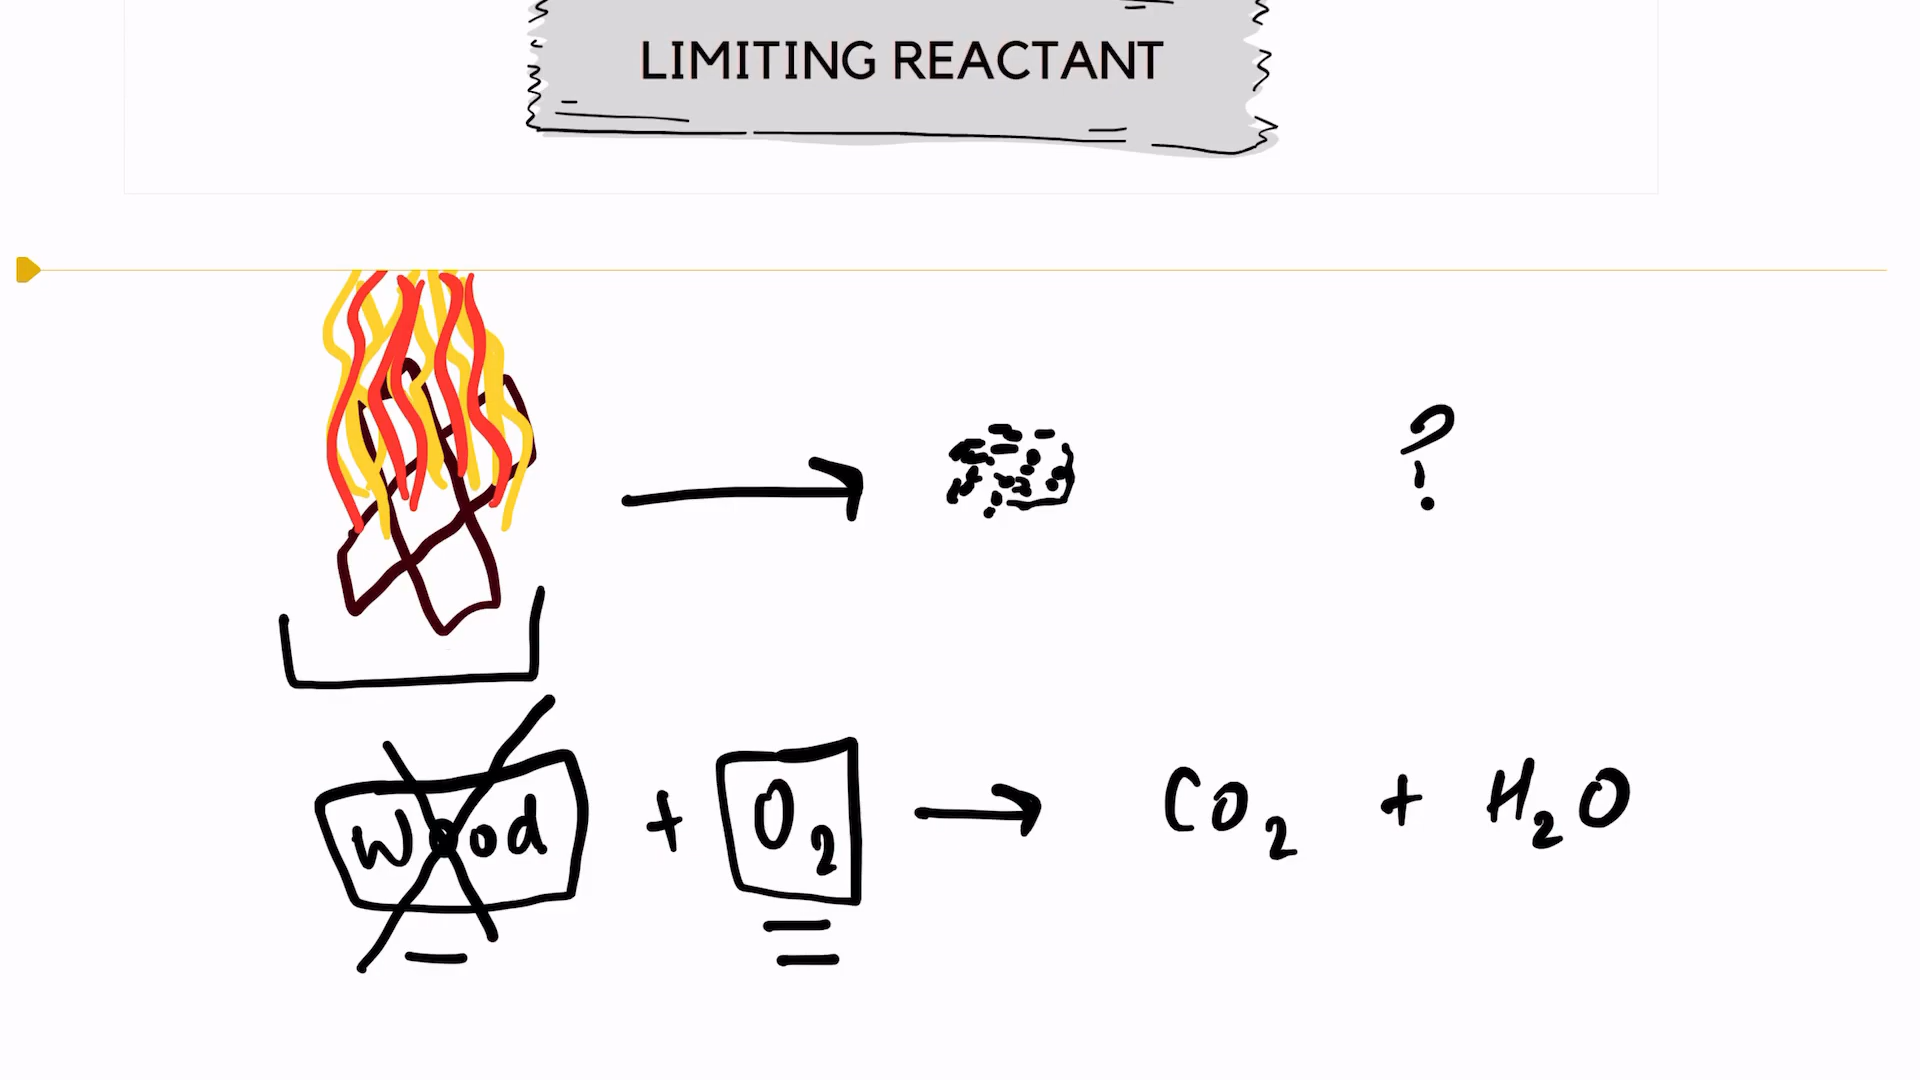 LIMITING REACTANT
?
Wood + O₂ → CO₂ + H₂O